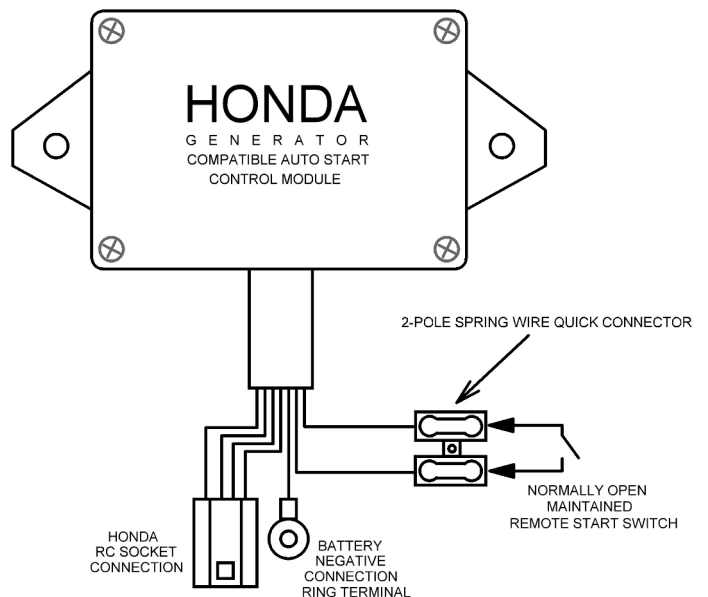 HONDA
GENERATOR
COMPATIBLE AUTO START
CONTROL MODULE
2-POLE SPRING WIRE QUICK CONNECTOR
NORMALLY OPEN
MAINTAINED
REMOTE START SWITCH
HONDA
RC SOCKET
CONNECTION
BATTERY
NEGATIVE
CONNECTION
RING TERMINAL